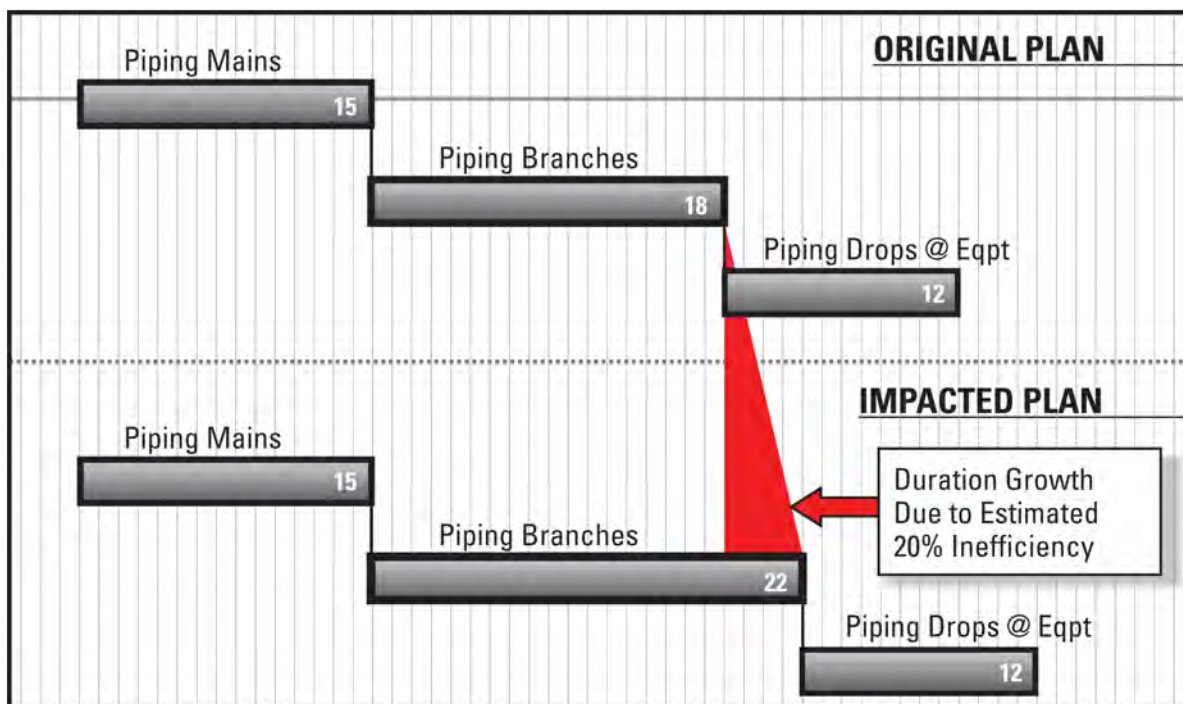 ORIGINAL PLAN
Piping Mains
15
Piping Branches
18
Piping Drops @ Eqpt
12
IMPACTED PLAN
Piping Mains
15
Duration Growth
Due to Estimated
20% Inefficiency
Piping Branches
22
Piping Drops @ Eqpt
12